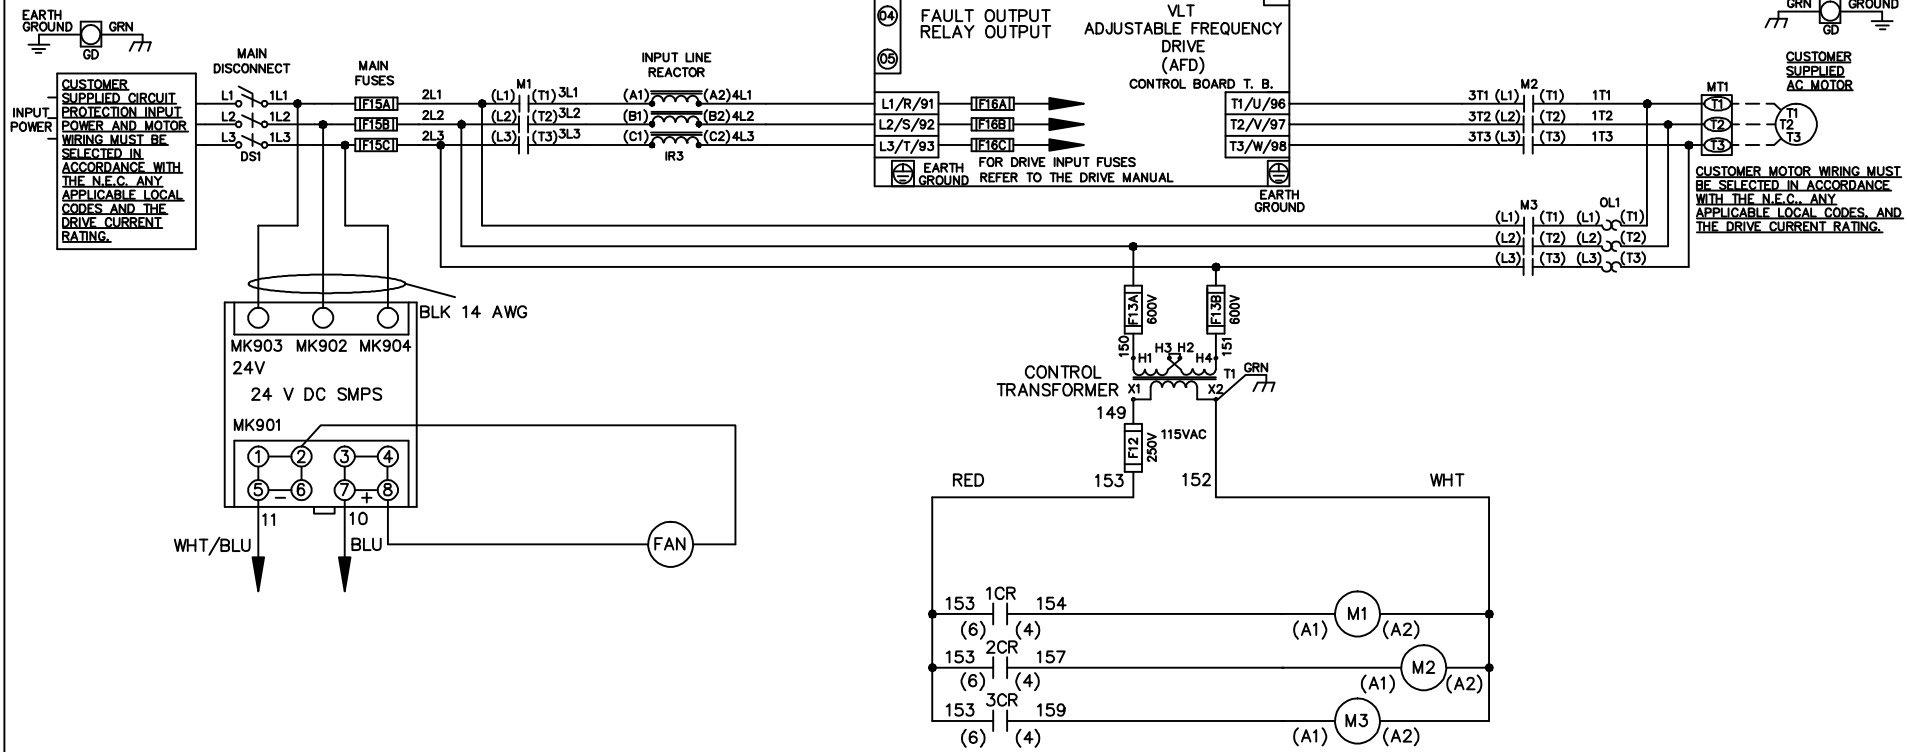 EARTH
GROUND
GRN
GD
MAIN
DISCONNECT
MAIN
FUSES
INPUT LINE
REACTOR
04
FAULT OUTPUT
RELAY OUTPUT
05
VLT
ADJUSTABLE FREQUENCY
DRIVE
(AFD)
CONTROL BOARD T. B.
GRN
GROUND
GD
CUSTOMER
SUPPLIED
AC MOTOR
INPUT
POWER
CUSTOMER
SUPPLIED CIRCUIT
PROTECTION INPUT
POWER AND MOTOR
WIRING MUST BE
SELECTED IN
ACCORDANCE WITH
THE N.E.C. ANY
APPLICABLE LOCAL
CODES AND THE
DRIVE CURRENT
RATING.
M1
M2
MT1
L1 1L1 F15A 2L1 (L1) (T1) 3L1 (A1) (A2) 4L1 L1/R/91 F16A T1/U/96 3T1 (L1) (T1) 1T1 T1 T1
L2 1L2 F15B 2L2 (L2) (T2) 3L2 (B1) (B2) 4L2 L2/S/92 F16B T2/V/97 3T2 (L2) (T2) 1T2 T2 T2
L3 1L3 F15C 2L3 (L3) (T3) 3L3 (C1) (C2) 4L3 L3/T/93 F16C T3/W/98 3T3 (L3) (T3) 1T3 T3 T3
DS1
IR3
EARTH
GROUND
FOR DRIVE INPUT FUSES
REFER TO THE DRIVE MANUAL
EARTH
GROUND
CUSTOMER MOTOR WIRING MUST
BE SELECTED IN ACCORDANCE
WITH THE N.E.C., ANY
APPLICABLE LOCAL CODES, AND
THE DRIVE CURRENT RATING.
M3
OL1
(L1) (T1) (L1) (T1)
(L2) (T2) (L2) (T2)
(L3) (T3) (L3) (T3)
BLK 14 AWG
MK903 MK902 MK904
24V
24 V DC SMPS
MK901
1 2 3 4
5 - 6 7 + 8
11
10
WHT/BLU
BLU
FAN
F13A
600V
F13B
600V
150
151
H1 H3 H2 H4
CONTROL
TRANSFORMER
T1
GRN
X1
X2
149
F12
250V
115VAC
153
152
RED
WHT
1CR
153 154
(6) (4)
M1
(A1) (A2)
2CR
153 157
(6) (4)
M2
(A1) (A2)
3CR
153 159
(6) (4)
M3
(A1) (A2)